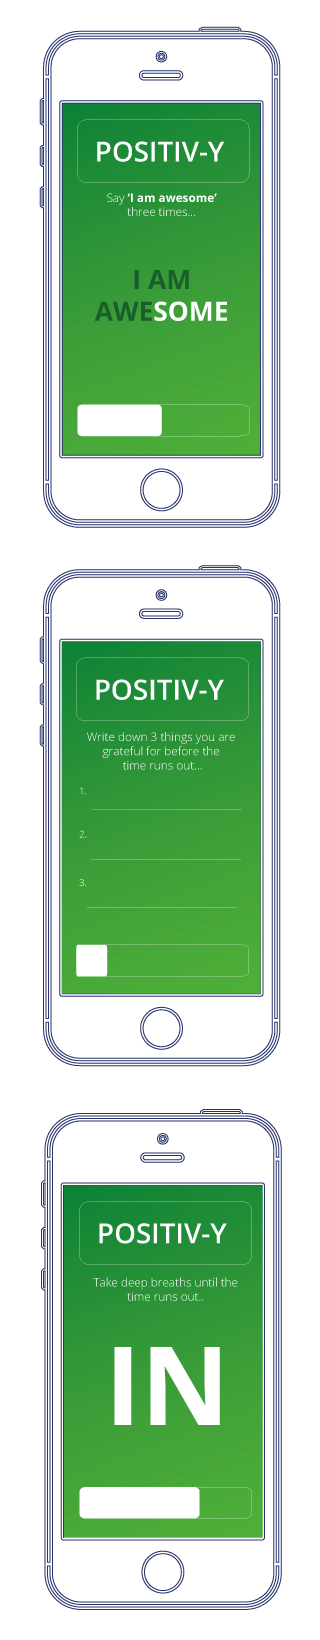 POSITIV-Y
Say ‘I am awesome’
three times...
I AM
AWESOME
POSITIV-Y
Write down 3 things you are
grateful for before the
time runs out...
1.
2.
3.
POSITIV-Y
Take deep breaths until the
time runs out..
IN